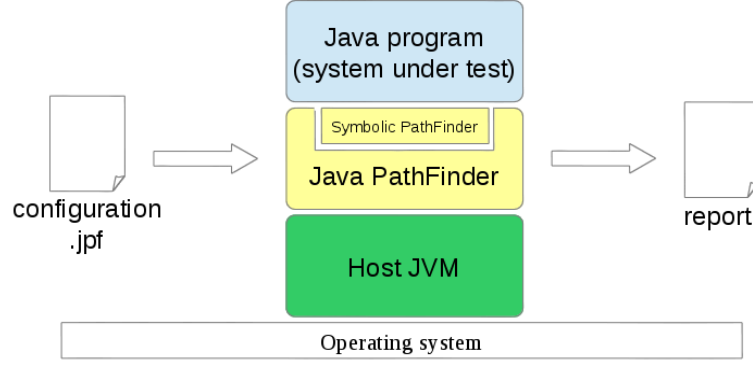 Java program
(system under test)
Symbolic PathFinder
Java PathFinder
configuration
.jpf
report
Host JVM
Operating system